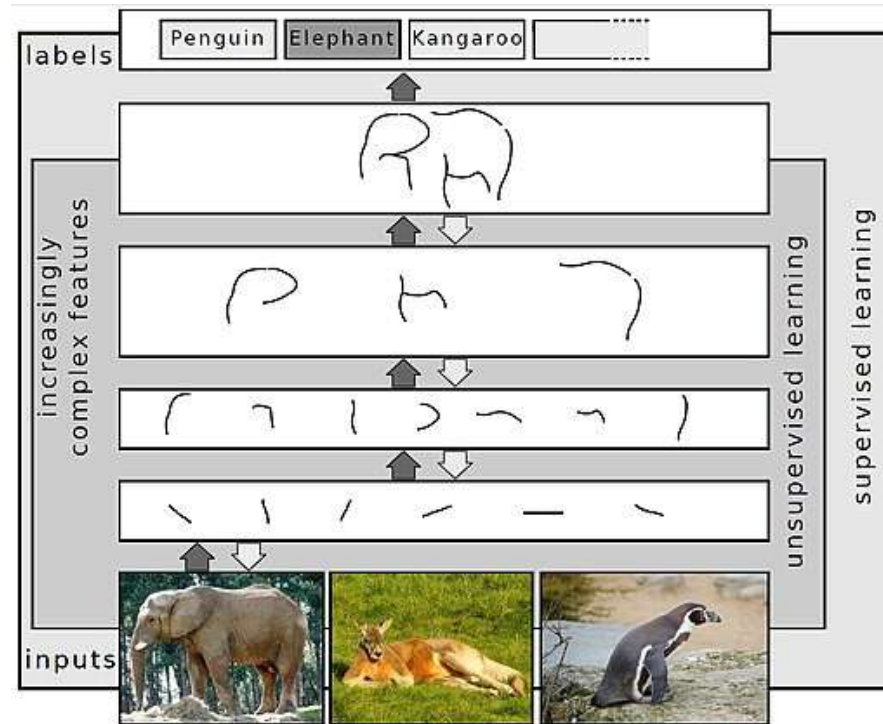 Penguin
Elephant
Kangaroo
labels
increasingly
complex features
unsupervised learning
supervised learning
inputs